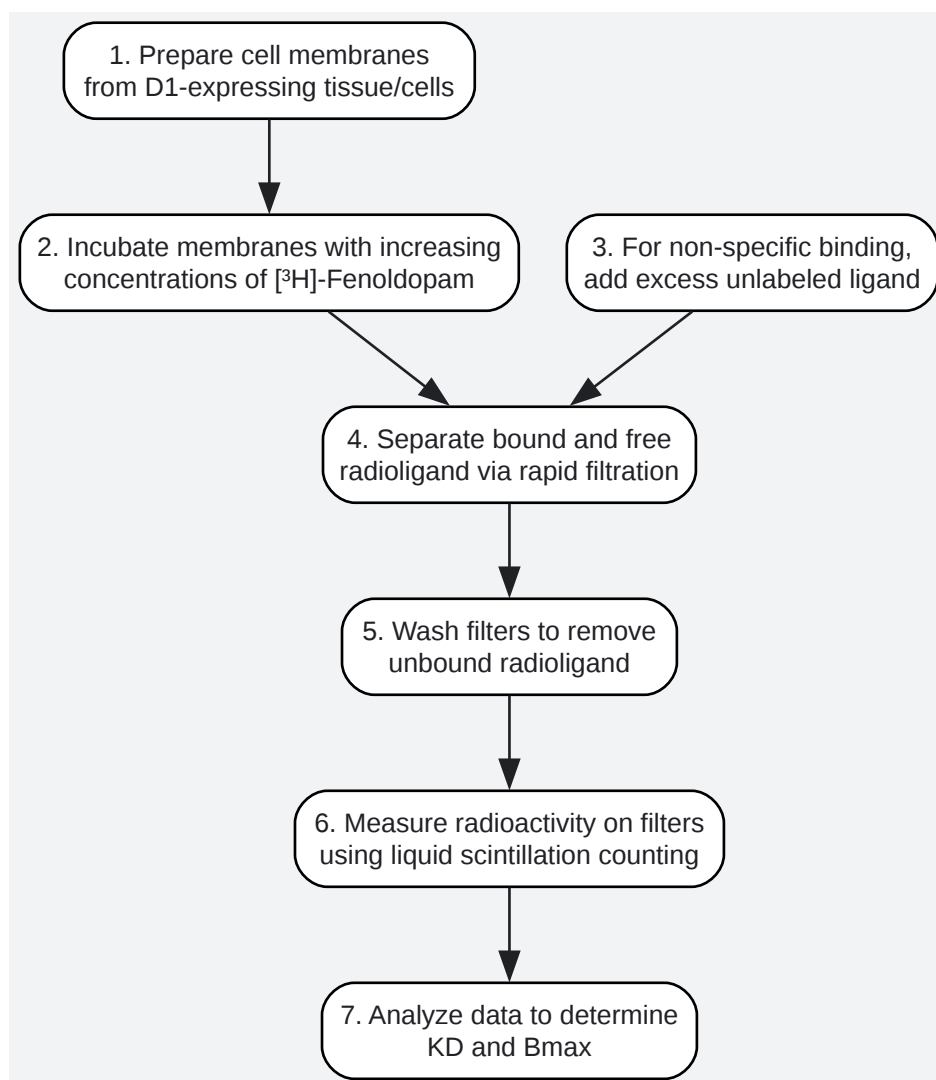 1. Prepare cell membranes
from D1-expressing tissue/cells
2. Incubate membranes with increasing
concentrations of [³H]-Fenoldopam
3. For non-specific binding,
add excess unlabeled ligand
4. Separate bound and free
radioligand via rapid filtration
5. Wash filters to remove
unbound radioligand
6. Measure radioactivity on filters
using liquid scintillation counting
7. Analyze data to determine
KD and Bmax